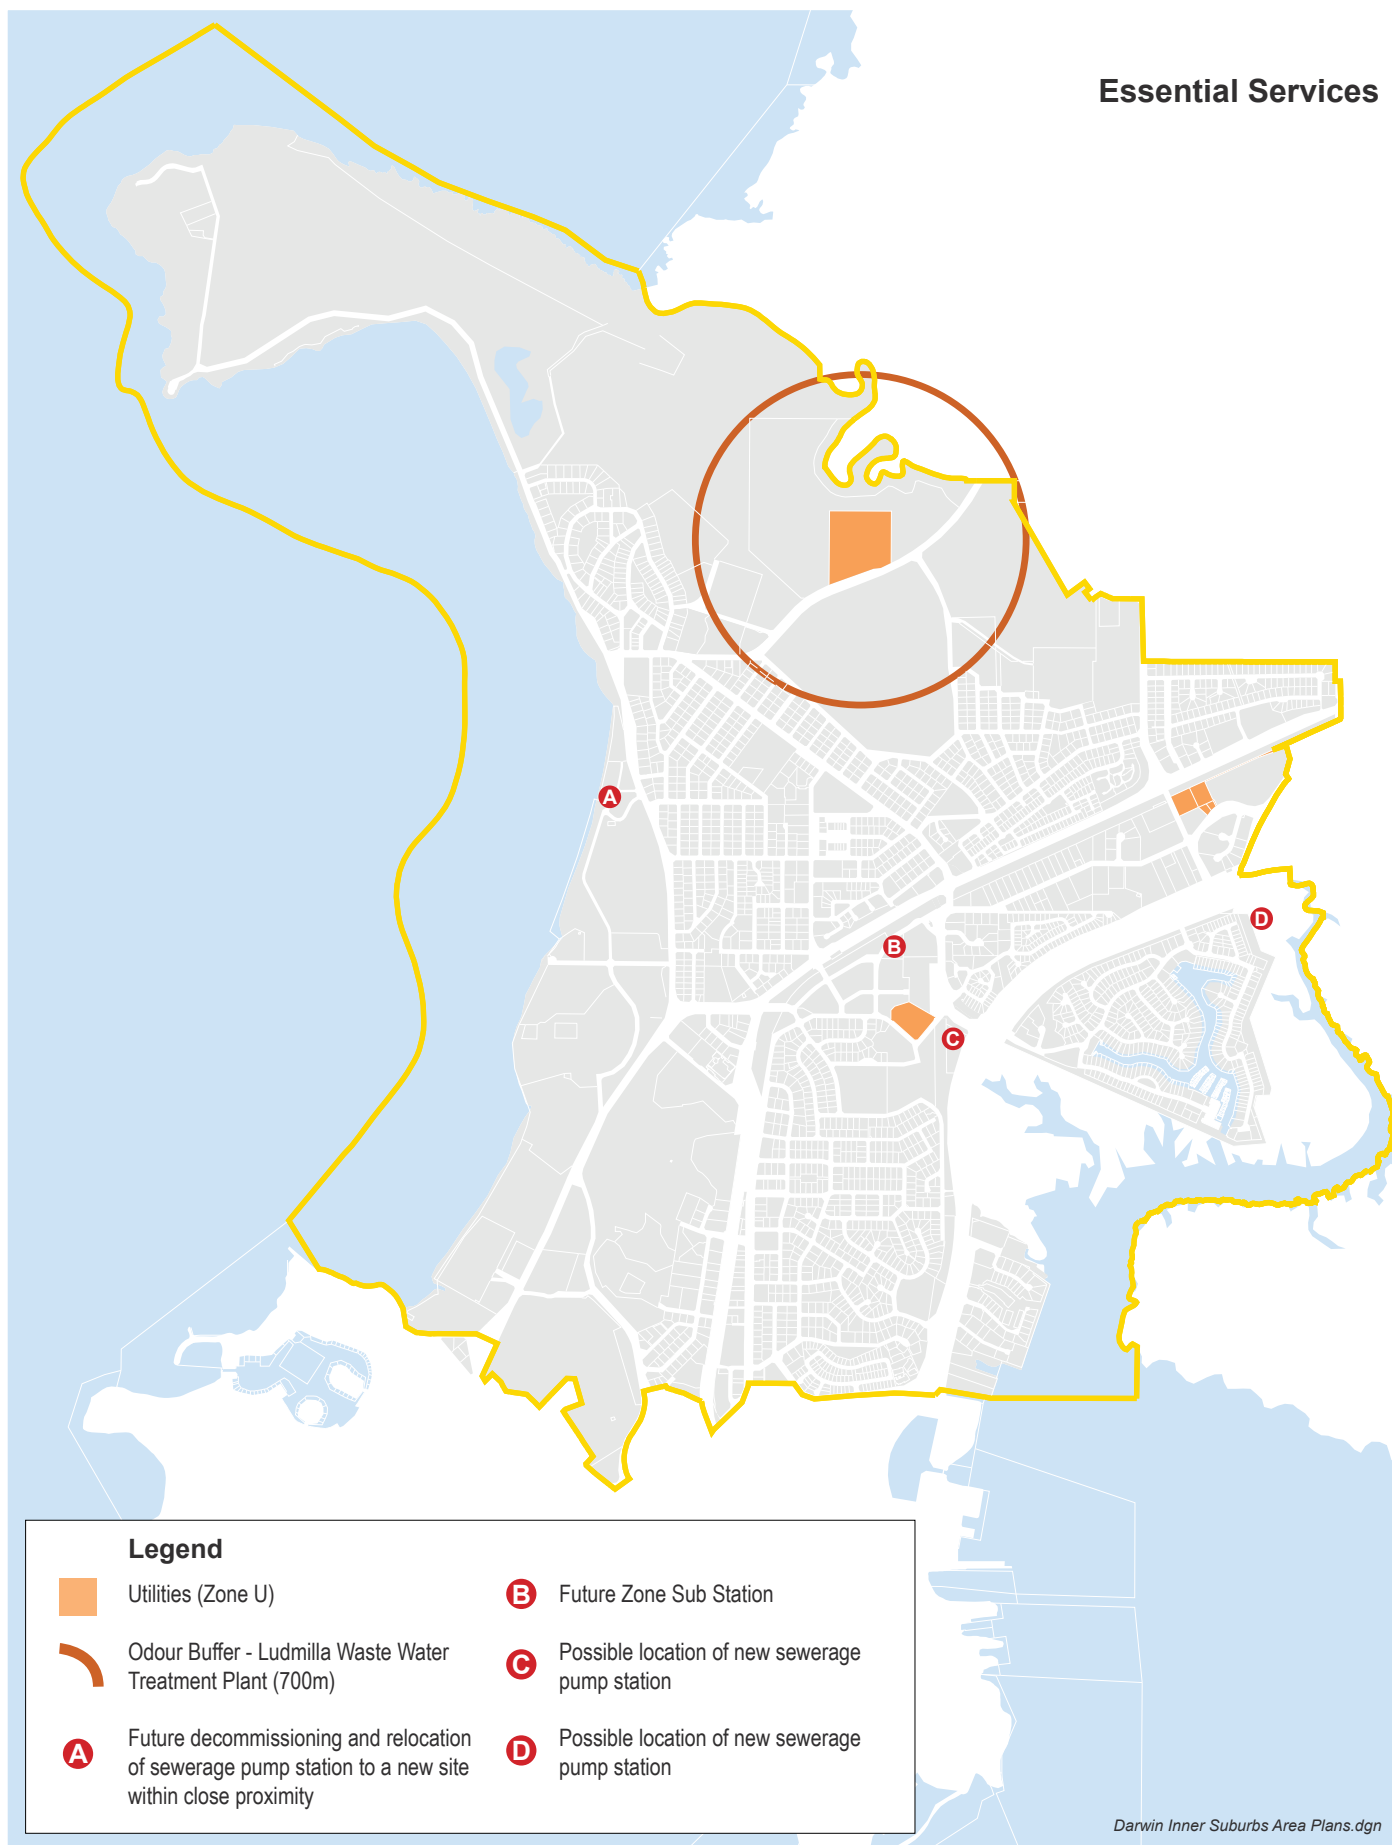 Essential Services
A
B
C
D
Legend
Utilities (Zone U)
Odour Buffer - Ludmilla Waste Water
Treatment Plant (700m)
A
Future decommissioning and relocation
of sewerage pump station to a new site
within close proximity
B
Future Zone Sub Station
C
Possible location of new sewerage
pump station
D
Possible location of new sewerage
pump station
Darwin Inner Suburbs Area Plans.dgn